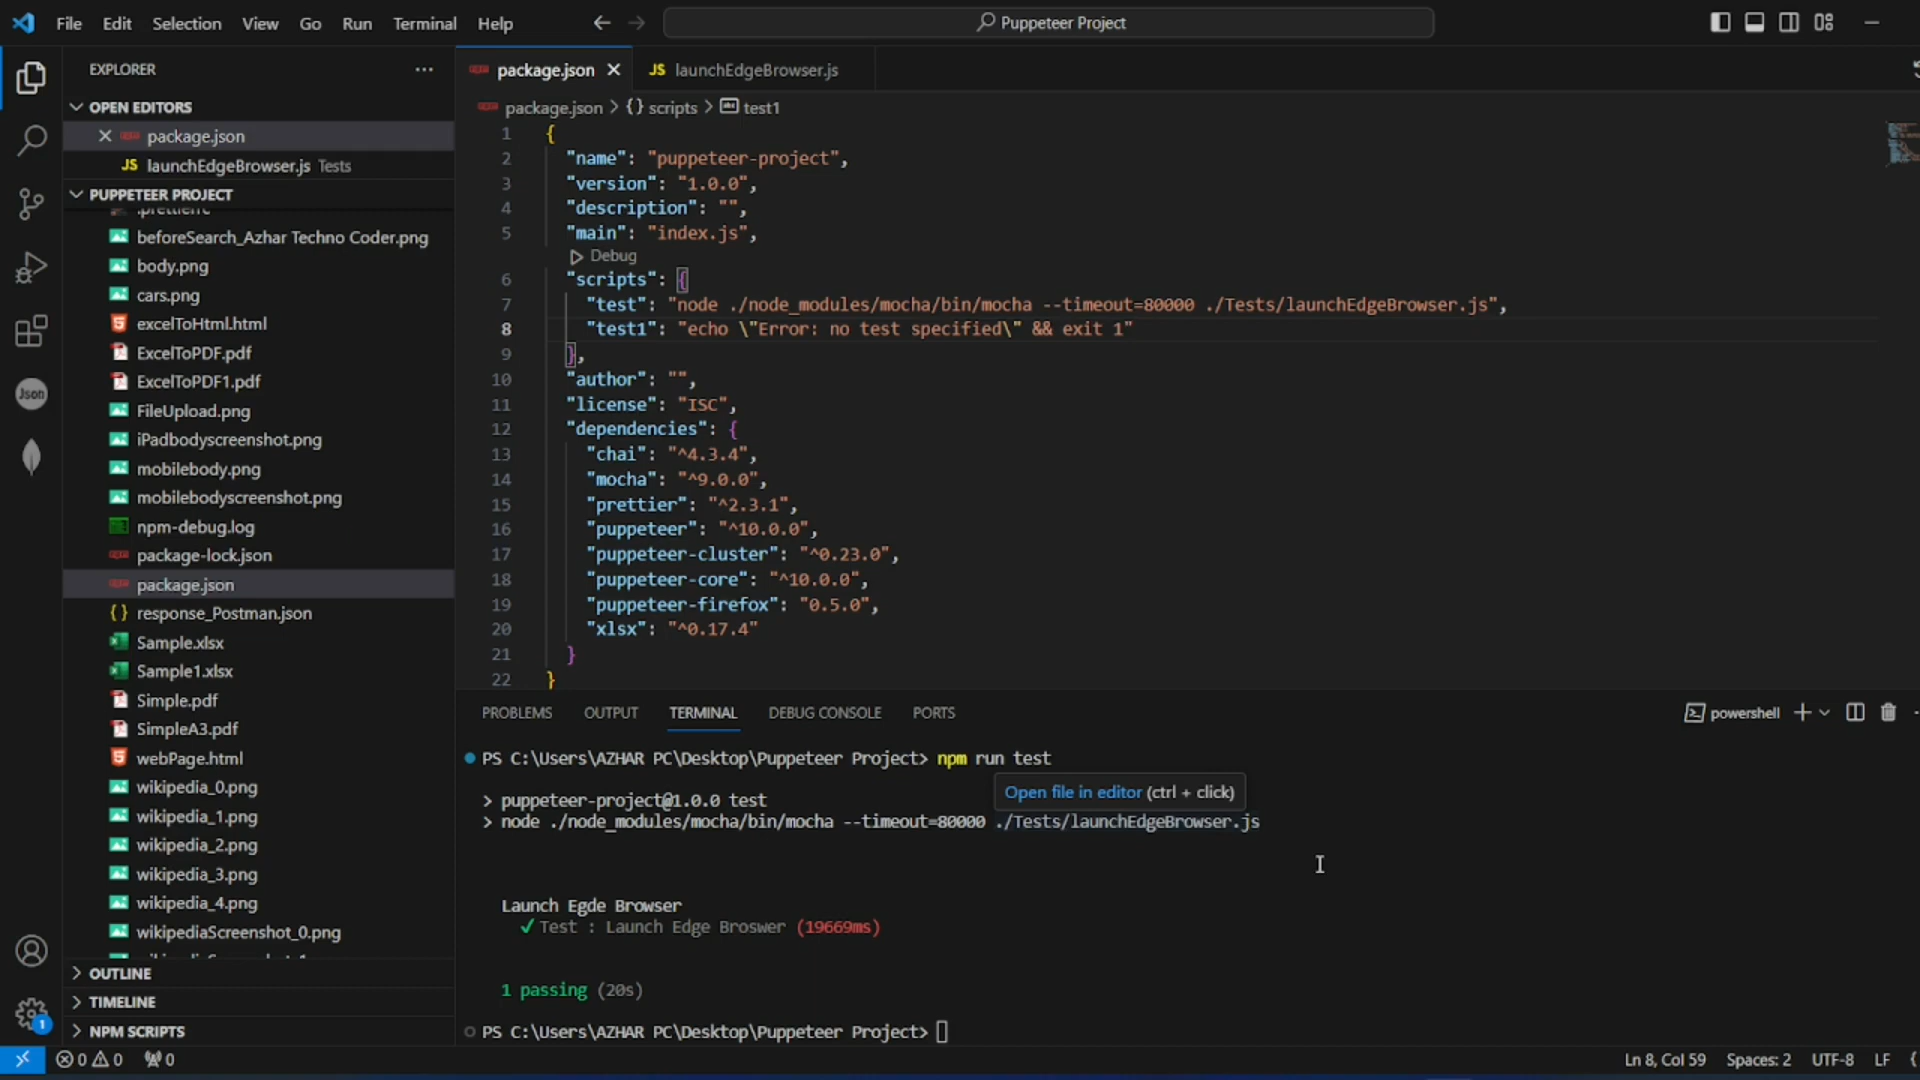 File Edit Selection View Go Run Terminal Help
Puppeteer Project
EXPLORER
OPEN EDITORS
package.json
JS launchEdgeBrowser.js Tests
PUPPETEER PROJECT
.prettierrc
beforeSearch_Azhar Techno Coder.png
body.png
cars.png
excelToHtml.html
ExcelToPDF.pdf
ExcelToPDF1.pdf
FileUpload.png
iPadbodyscreenshot.png
mobilebody.png
mobilebodyscreenshot.png
npm-debug.log
package-lock.json
package.json
{} response_Postman.json
Sample.xlsx
Sample1.xlsx
Simple.pdf
SimpleA3.pdf
webPage.html
wikipedia_0.png
wikipedia_1.png
wikipedia_2.png
wikipedia_3.png
wikipedia_4.png
wikipediaScreenshot_0.png
OUTLINE
TIMELINE
NPM SCRIPTS
Json
1
package.json
JS launchEdgeBrowser.js
package.json > {} scripts > test1
1 {
2 "name": "puppeteer-project",
3 "version": "1.0.0",
4 "description": "",
5 "main": "index.js",
Debug
6 "scripts": {
7 "test": "node ./node_modules/mocha/bin/mocha --timeout=80000 ./Tests/launchEdgeBrowser.js",
8 "test1": "echo \"Error: no test specified\" && exit 1"
9 },
10 "author": "",
11 "license": "ISC",
12 "dependencies": {
13 "chai": "^4.3.4",
14 "mocha": "^9.0.0",
15 "prettier": "^2.3.1",
16 "puppeteer": "^10.0.0",
17 "puppeteer-cluster": "^0.23.0",
18 "puppeteer-core": "^10.0.0",
19 "puppeteer-firefox": "0.5.0",
20 "xlsx": "^0.17.4"
21 }
22 }
PROBLEMS OUTPUT TERMINAL DEBUG CONSOLE PORTS
powershell
PS C:\Users\AZHAR PC\Desktop\Puppeteer Project> npm run test
Open file in editor (ctrl + click)
> puppeteer-project@1.0.0 test
> node ./node_modules/mocha/bin/mocha --timeout=80000 ./Tests/launchEdgeBrowser.js
Launch Egde Browser
✓ Test : Launch Edge Broswer (19669ms)
1 passing (20s)
PS C:\Users\AZHAR PC\Desktop\Puppeteer Project>
0 0 0
Ln 8, Col 59 Spaces: 2 UTF-8 LF {